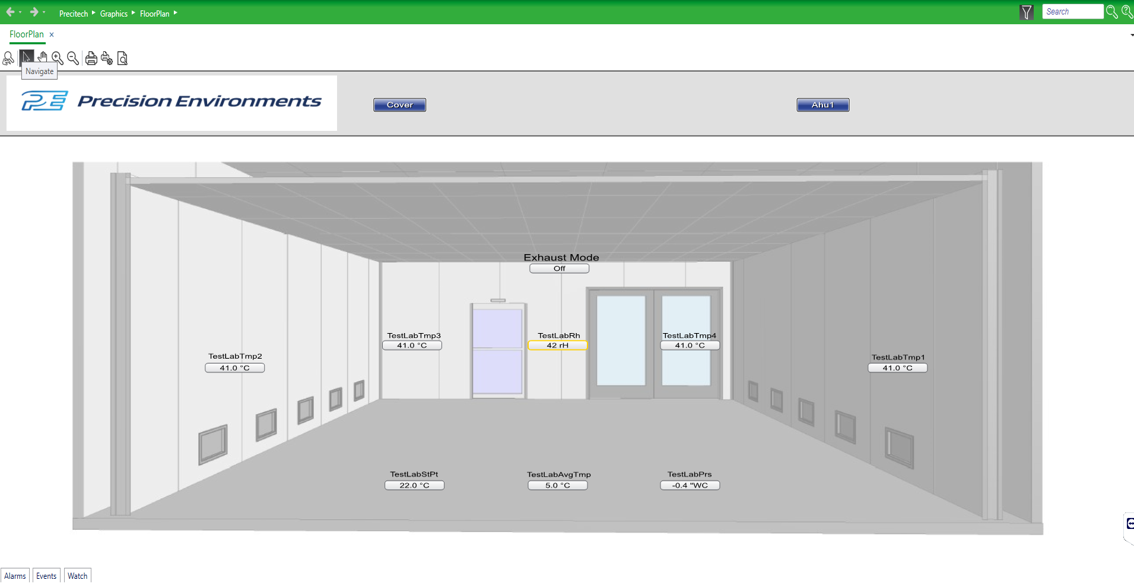 Precitech Graphics FloorPlan
Search
FloorPlan ×
Navigate
PE Precision Environments
Cover
Ahu1
Exhaust Mode
Off
TestLabTmp3
41.0 °C
TestLabRh
42 rH
TestLabTmp4
41.0 °C
TestLabTmp2
41.0 °C
TestLabTmp1
41.0 °C
TestLabStPt
22.0 °C
TestLabAvgTmp
5.0 °C
TestLabPrs
-0.4 "WC
Alarms Events Watch